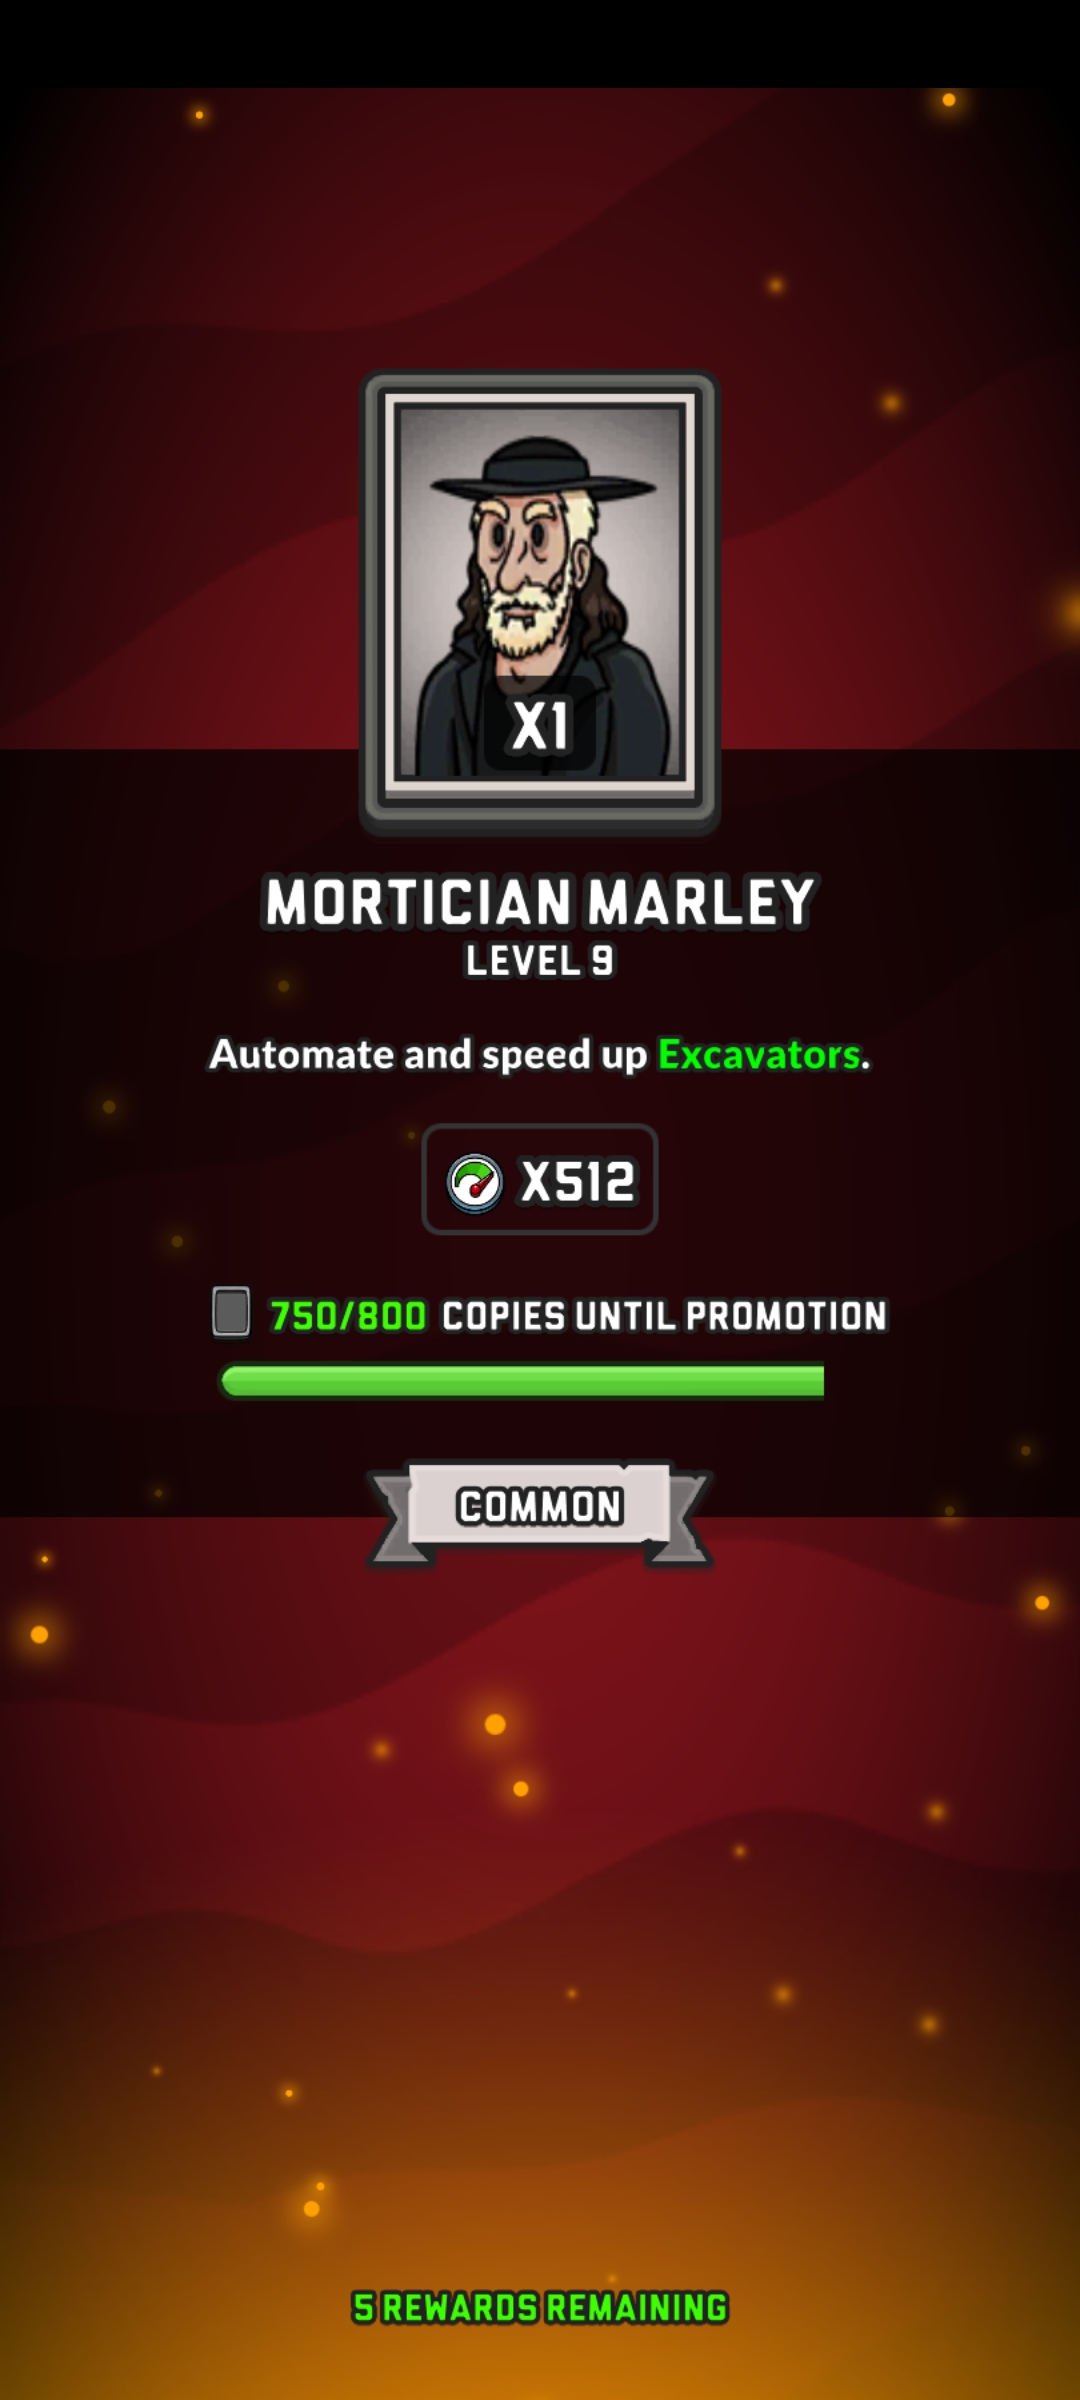 X1
MORTICIAN MARLEY
LEVEL 9
Automate and speed up Excavators.
X512
750/800 COPIES UNTIL PROMOTION
COMMON
5 REWARDS REMAINING